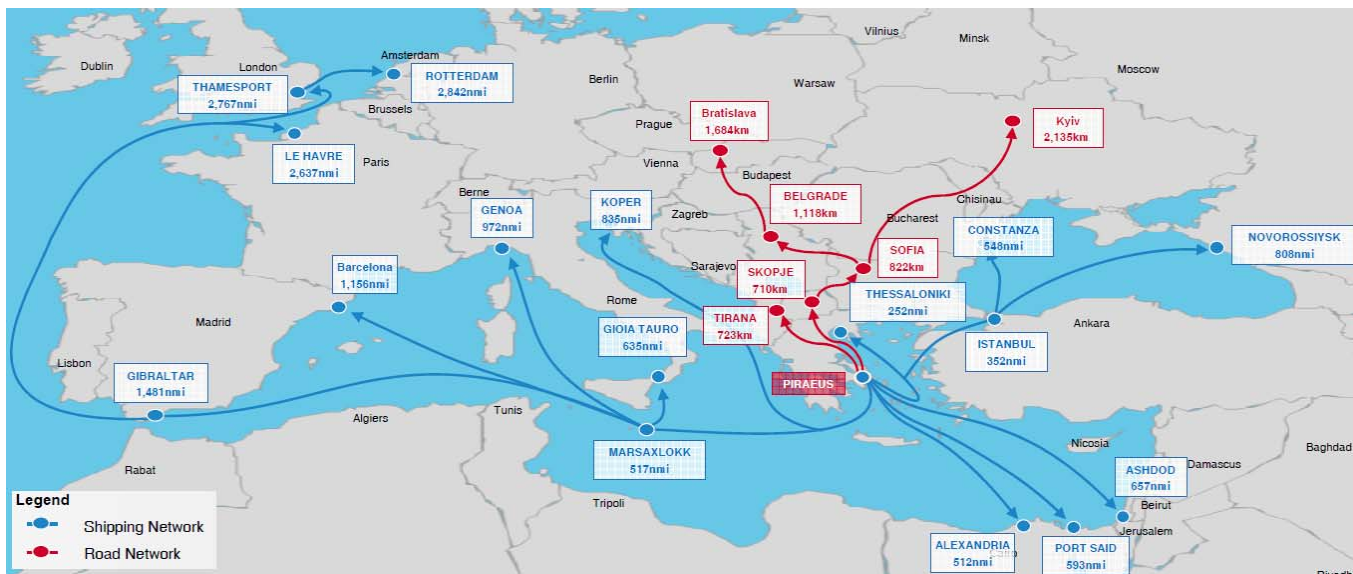 Vilnius
Minsk
Dublin
London
Amsterdam
Berlin
Warsaw
Moscow
THAMESPORT
2,767nmi
ROTTERDAM
2,842nmi
Brussels
Prague
Bratislava
1,684km
Kyiv
2,135km
LE HAVRE
2,637nmi
Paris
Vienna
Budapest
Berne
GENOA
972nmi
KOPER
835nmi
Zagreb
BELGRADE
1,118km
Bucharest
Chisinau
CONSTANZA
548nmi
NOVOROSSIYSK
808nmi
Barcelona
1,156nmi
Sarajevo
SKOPJE
710km
SOFIA
822km
THESSALONIKI
252nmi
Madrid
Rome
GIOIA TAURO
635nmi
TIRANA
723km
Ankara
ISTANBUL
352nmi
Lisbon
GIBRALTAR
1,481nmi
PIRAEUS
Algiers
Tunis
MARSAXLOKK
517nmi
Nicosia
Baghdad
Rabat
Damascus
ASHDOD
657nmi
Beirut
Tripoli
Jerusalem
ALEXANDRIA
512nmi
PORT SAID
593nmi
Legend
Shipping Network
Road Network